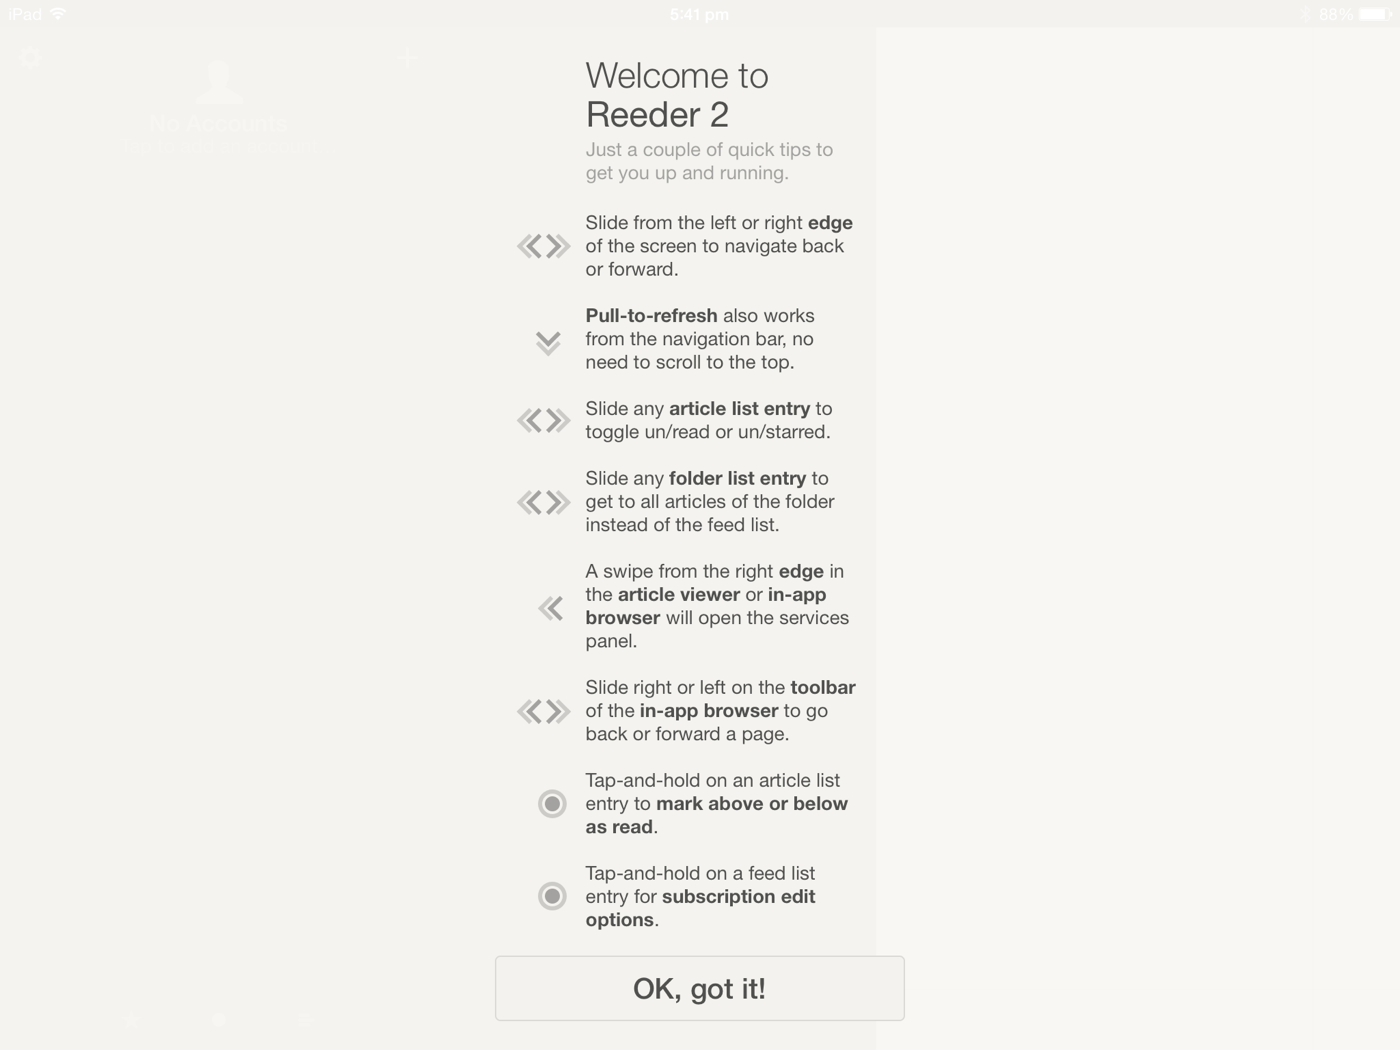 iPad
5:41 pm
88%
No Accounts
Welcome to
Reeder 2
Just a couple of quick tips to
get you up and running.
Slide from the left or right edge
of the screen to navigate back
or forward.
Pull-to-refresh also works
from the navigation bar, no
need to scroll to the top.
Slide any article list entry to
toggle un/read or un/starred.
Slide any folder list entry to
get to all articles of the folder
instead of the feed list.
A swipe from the right edge in
the article viewer or in-app
browser will open the services
panel.
Slide right or left on the toolbar
of the in-app browser to go
back or forward a page.
Tap-and-hold on an article list
entry to mark above or below
as read.
Tap-and-hold on a feed list
entry for subscription edit
options.
OK, got it!